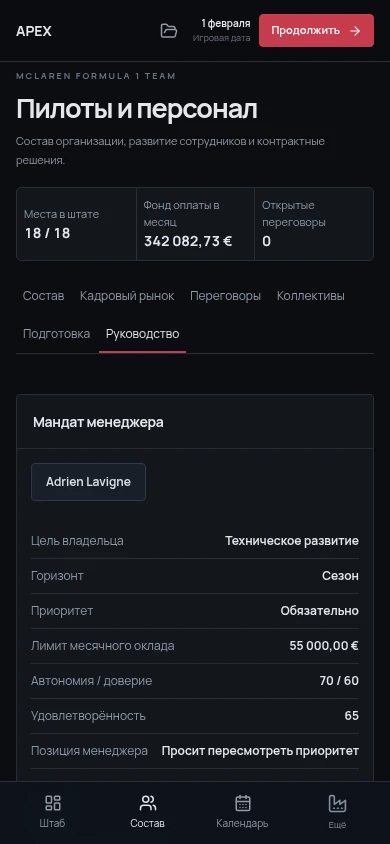 APEX
1 февраля
Игровая дата
Продолжить
MCLAREN FORMULA 1 TEAM
Пилоты и персонал
Состав организации, развитие сотрудников и контрактные
решения.
Места в штате
18 / 18
Фонд оплаты в
месяц
342 082,73 €
Открытые
переговоры
0
Состав Кадровый рынок Переговоры Коллективы
Подготовка Руководство
Мандат менеджера
Adrien Lavigne
Цель владельца Техническое развитие
Горизонт Сезон
Приоритет Обязательно
Лимит месячного оклада 55 000,00 €
Автономия / доверие 70 / 60
Удовлетворённость 65
Позиция менеджера Просит пересмотреть приоритет
Штаб Состав Календарь Ещё